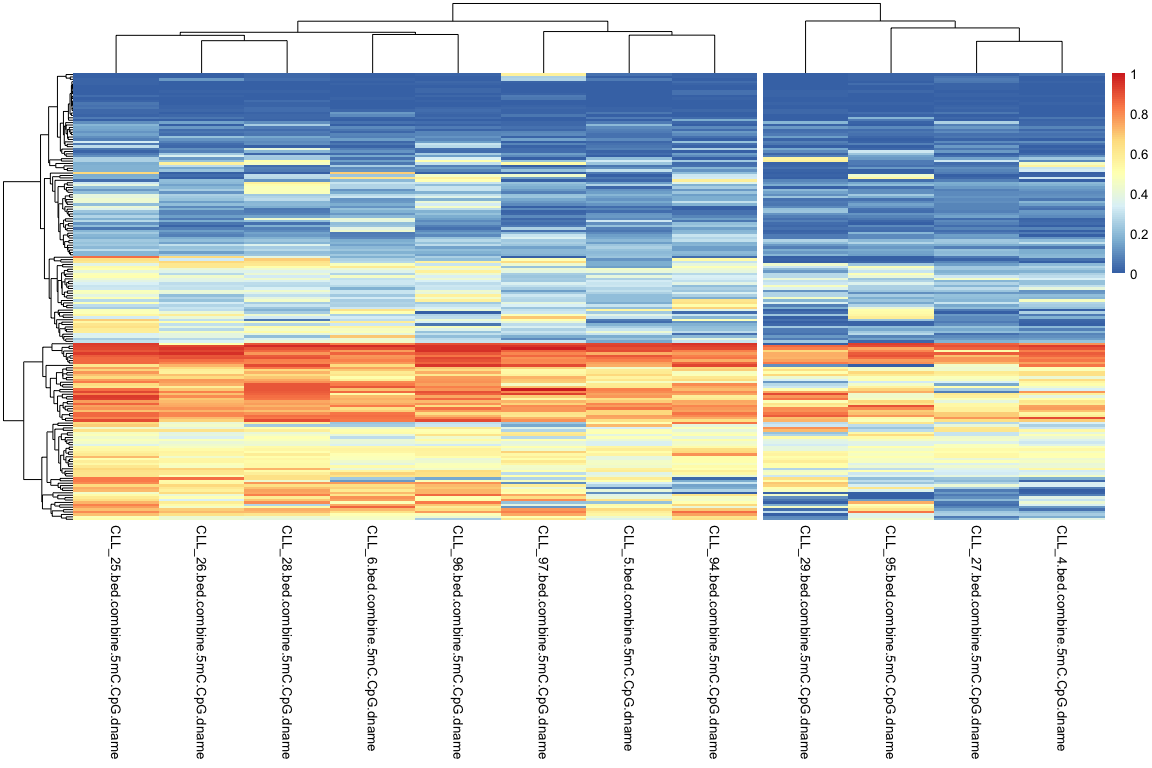 1
0.8
0.6
0.4
0.2
0
CLL_25.bed.combine.5mC.CpG.dname
CLL_26.bed.combine.5mC.CpG.dname
CLL_28.bed.combine.5mC.CpG.dname
CLL_6.bed.combine.5mC.CpG.dname
CLL_96.bed.combine.5mC.CpG.dname
CLL_97.bed.combine.5mC.CpG.dname
CLL_5.bed.combine.5mC.CpG.dname
CLL_94.bed.combine.5mC.CpG.dname
CLL_29.bed.combine.5mC.CpG.dname
CLL_95.bed.combine.5mC.CpG.dname
CLL_27.bed.combine.5mC.CpG.dname
CLL_4.bed.combine.5mC.CpG.dname